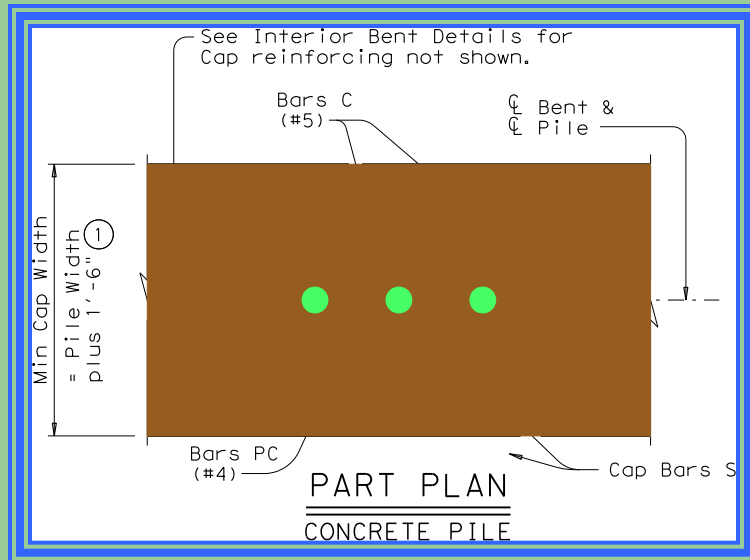 See Interior Bent Details for
Cap reinforcing not shown.
Bars C
(#5)
℄ Bent &
℄ Pile
Min Cap Width
= Pile Width
plus 1'-6"
1
Bars PC
(#4)
Cap Bars S
PART PLAN
CONCRETE PILE